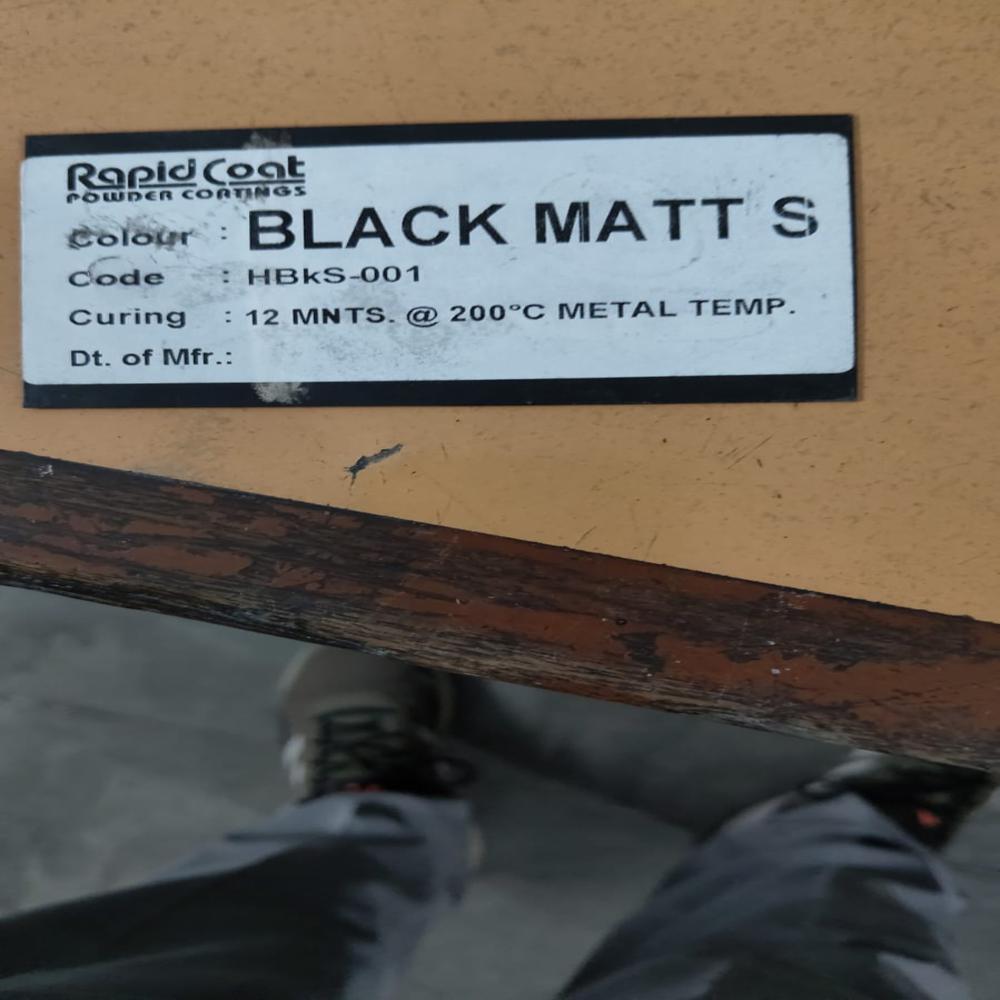 Rapid Coat
POWDER COATINGS
Colour : BLACK MATT S
Code : HBkS-001
Curing : 12 MNTS. @ 200°C METAL TEMP.
Dt. of Mfr.: